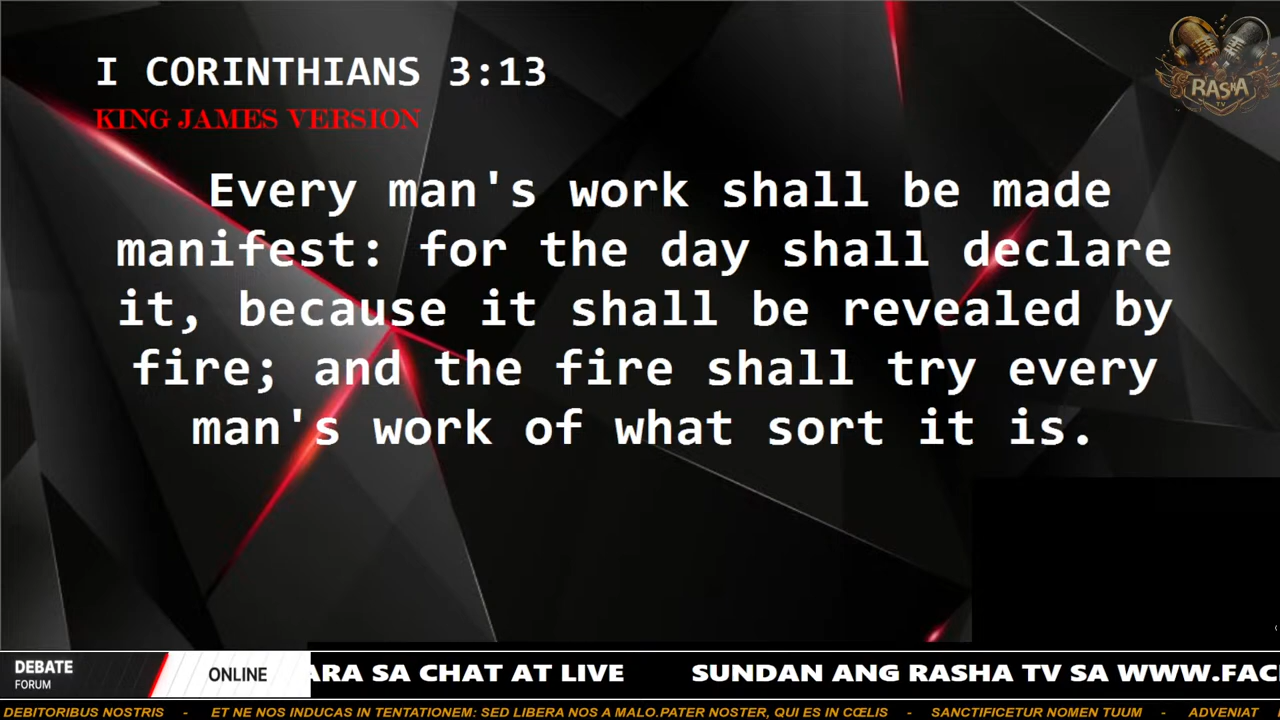 I CORINTHIANS 3:13
KING JAMES VERSION
RASHA
TV
Every man's work shall be made
manifest: for the day shall declare
it, because it shall be revealed by
fire; and the fire shall try every
man's work of what sort it is.
DEBATE
FORUM
ONLINE
ARA SA CHAT AT LIVE SUNDAN ANG RASHA TV SA WWW.FAC
DEBITORIBUS NOSTRIS - ET NE NOS INDUCAS IN TENTATIONEM: SED LIBERA NOS A MALO.PATER NOSTER, QUI ES IN CŒLIS - SANCTIFICETUR NOMEN TUUM - ADVENIAT